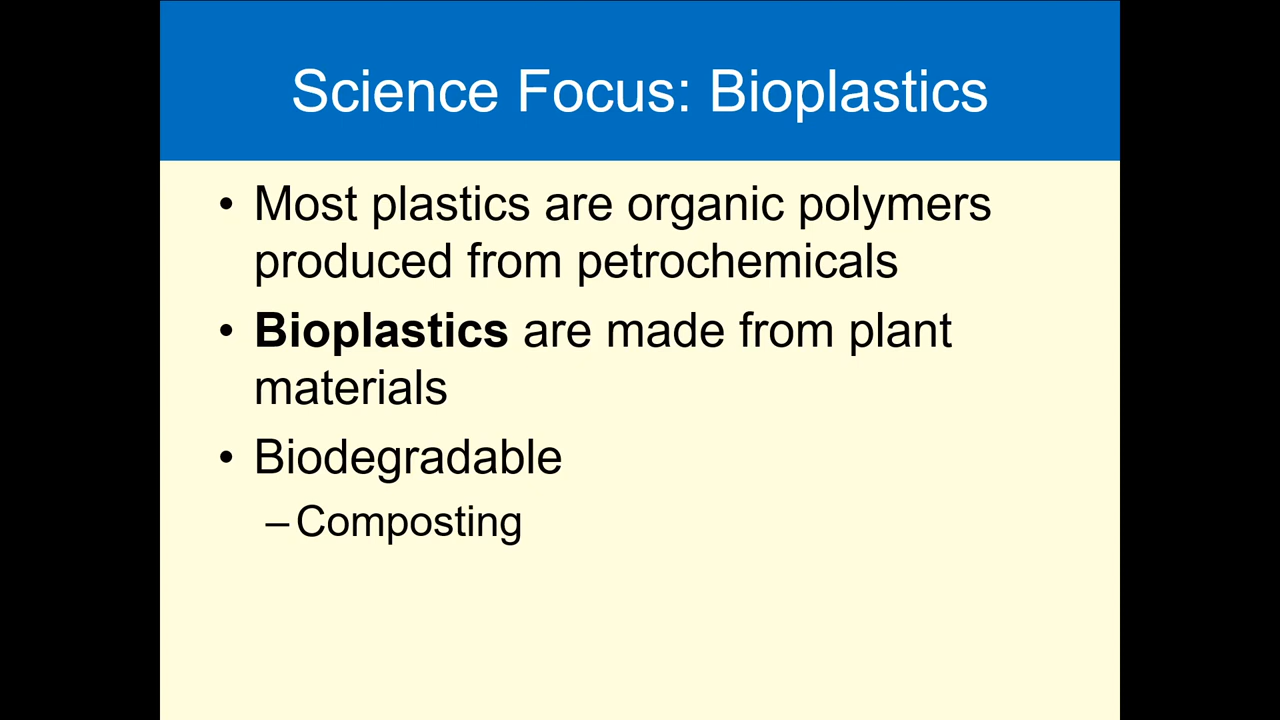 Science Focus: Bioplastics
• Most plastics are organic polymers
produced from petrochemicals
• Bioplastics are made from plant
materials
• Biodegradable
– Composting